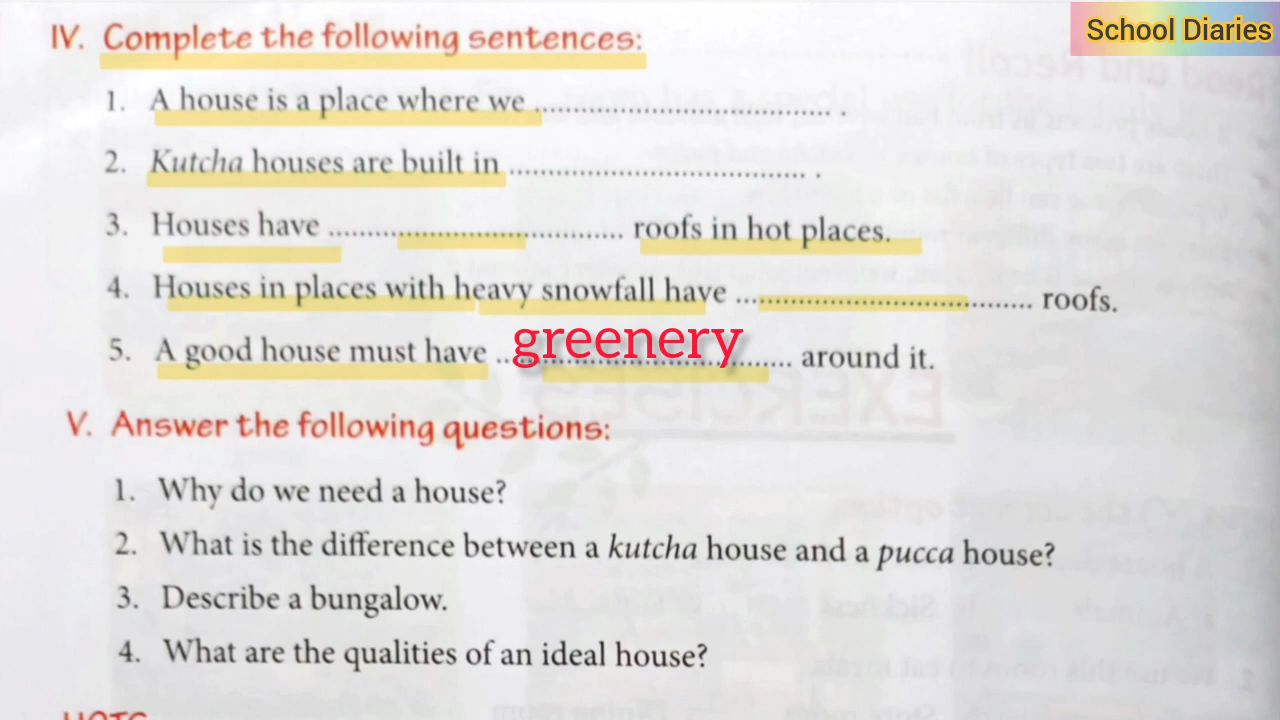 School Diaries
IV. Complete the following sentences:
1. A house is a place where we ........................................ .
2. Kutcha houses are built in ........................................ .
3. Houses have ........................................ roofs in hot places.
4. Houses in places with heavy snowfall have ........................................ roofs.
5. A good house must have greenery around it.
V. Answer the following questions:
1. Why do we need a house?
2. What is the difference between a kutcha house and a pucca house?
3. Describe a bungalow.
4. What are the qualities of an ideal house?